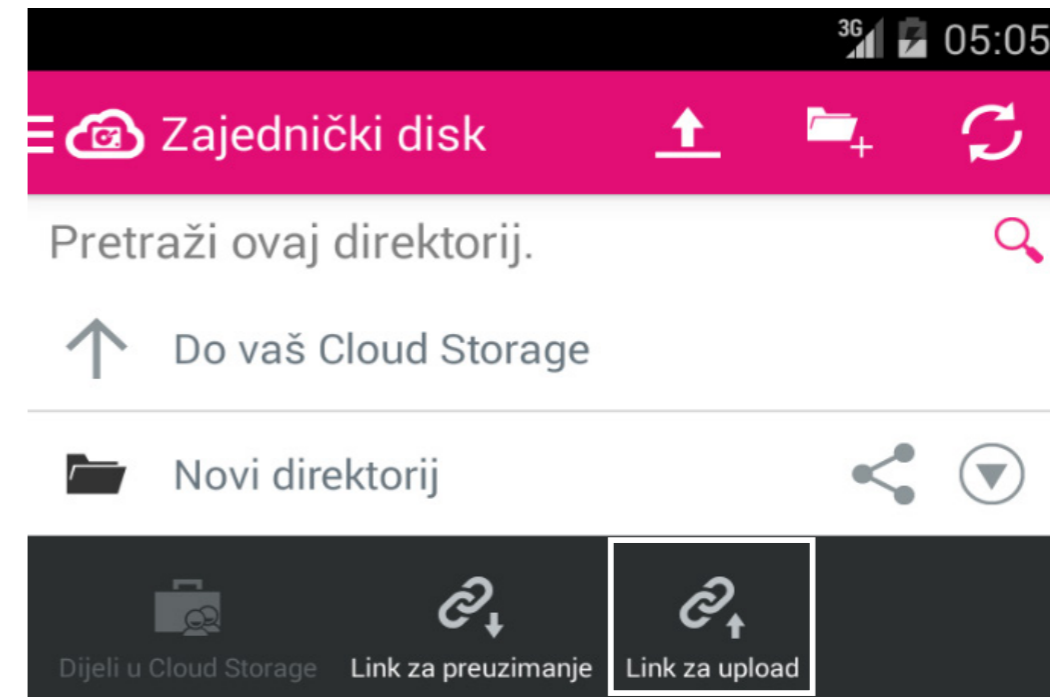 3G 05:05
Zajednički disk
Pretraži ovaj direktorij.
Do vaš Cloud Storage
Novi direktorij
Dijeli u Cloud Storage Link za preuzimanje Link za upload